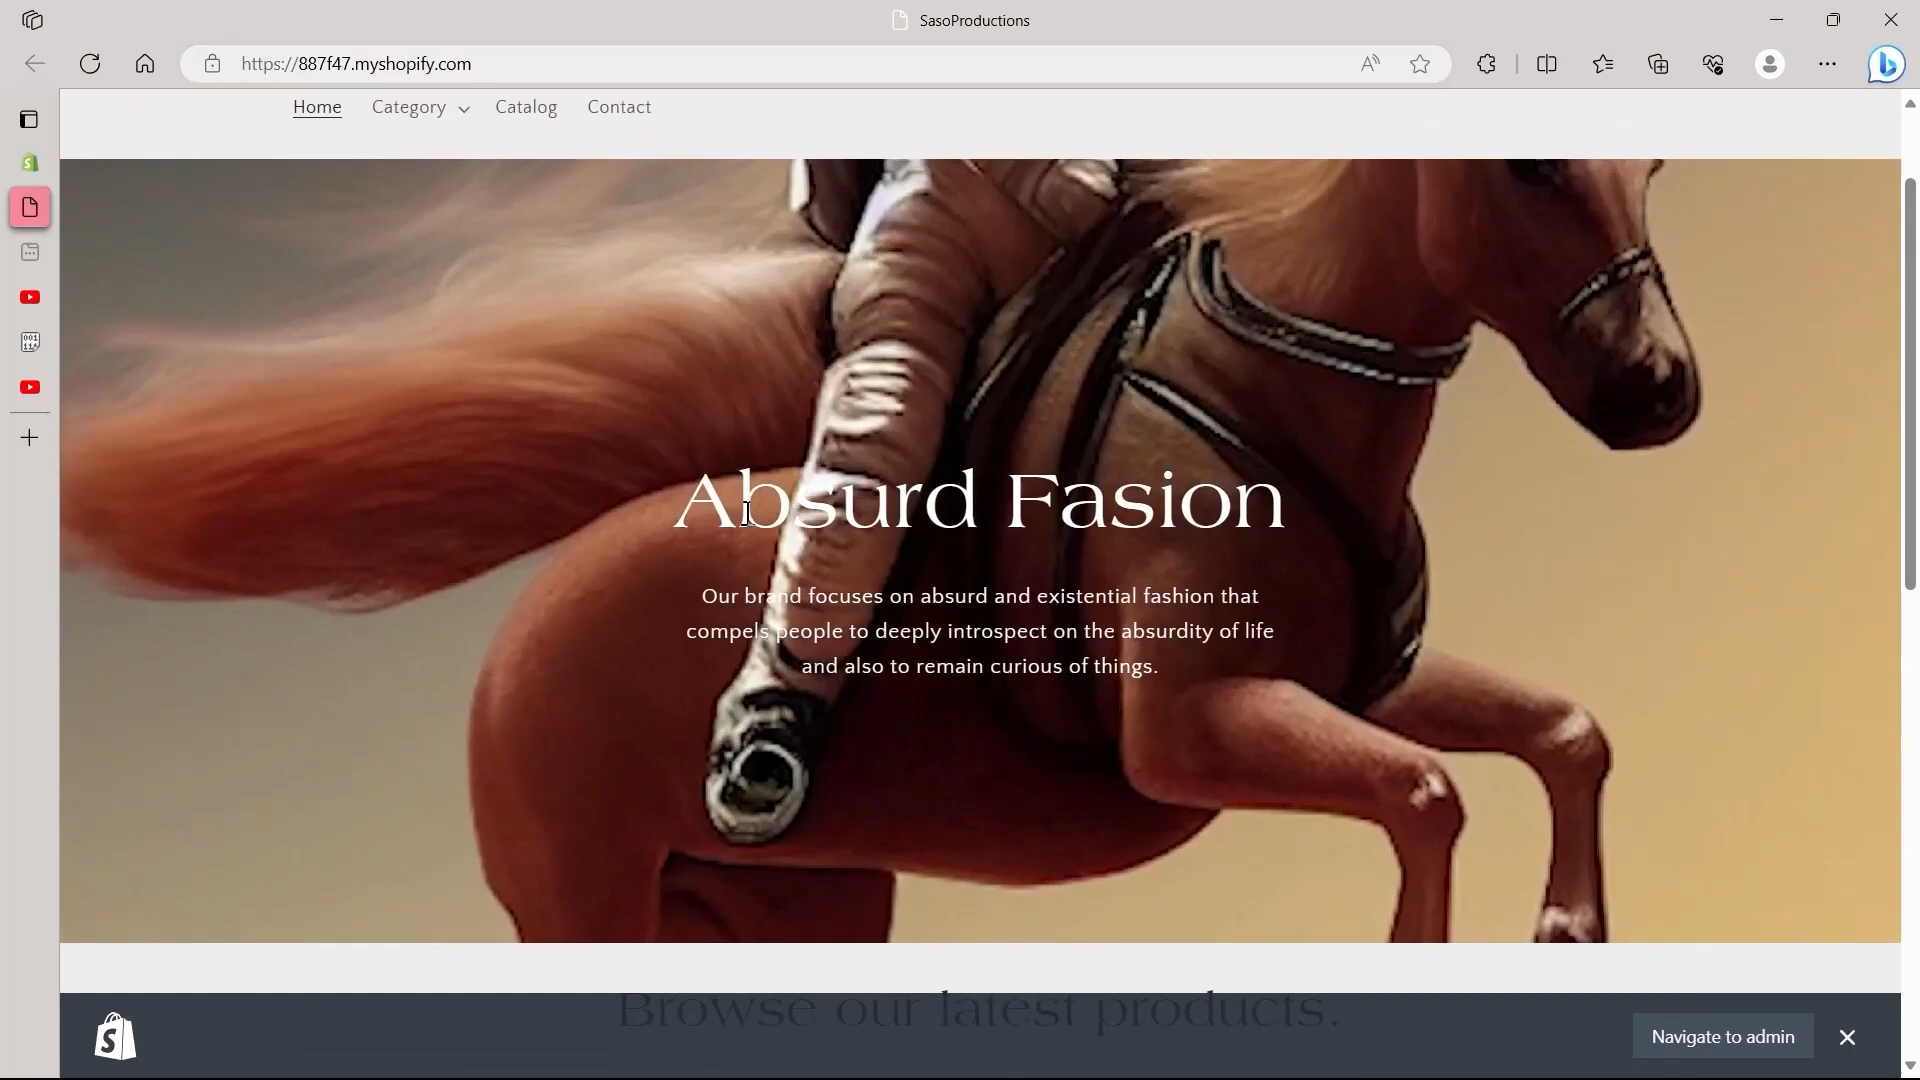 SasoProductions
https://887f47.myshopify.com
Home Category Catalog Contact
Absurd Fasion
Our brand focuses on absurd and existential fashion that
compels people to deeply introspect on the absurdity of life
and also to remain curious of things.
Browse our latest products.
Navigate to admin